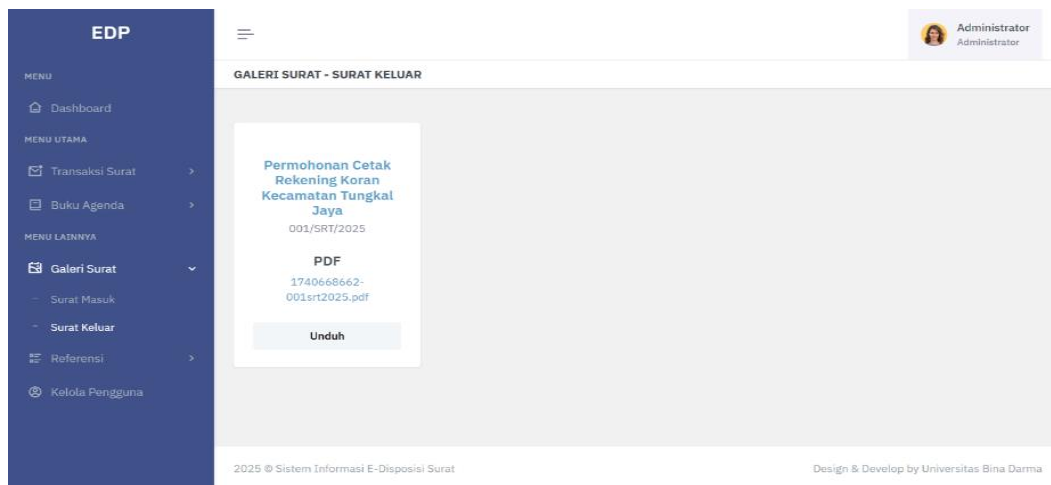 EDP
Administrator
Administrator
MENU
GALERI SURAT - SURAT KELUAR
Dashboard
MENU UTAMA
Transaksi Surat
Buku Agenda
MENU LAINNYA
Galeri Surat
Surat Masuk
Surat Keluar
Referensi
Kelola Pengguna
Permohonan Cetak
Rekening Koran
Kecamatan Tungkal
Jaya
001/SRT/2025
PDF
1740668662-
001srt2025.pdf
Unduh
2025 © Sistem Informasi E-Disposisi Surat
Design & Develop by Universitas Bina Darma